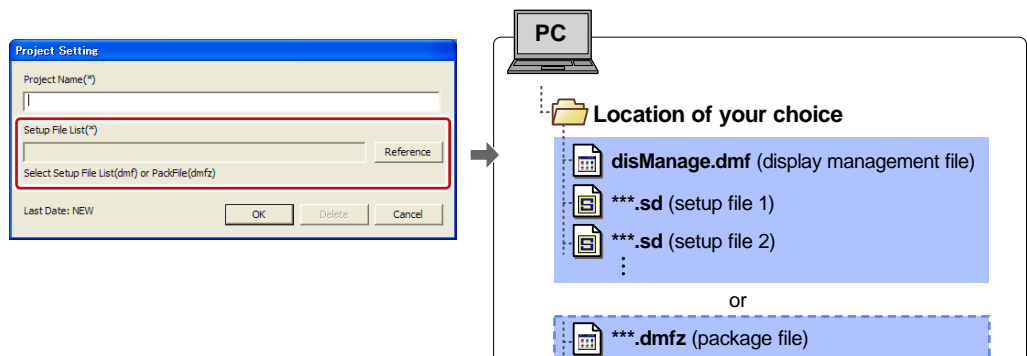 Project Setting
Project Name(*)
Setup File List(*)
Reference
Select Setup File List(dmf) or PackFile(dmfz)
Last Date: NEW
OK
Delete
Cancel
PC
Location of your choice
disManage.dmf (display management file)
***.sd (setup file 1)
***.sd (setup file 2)
or
***.dmfz (package file)